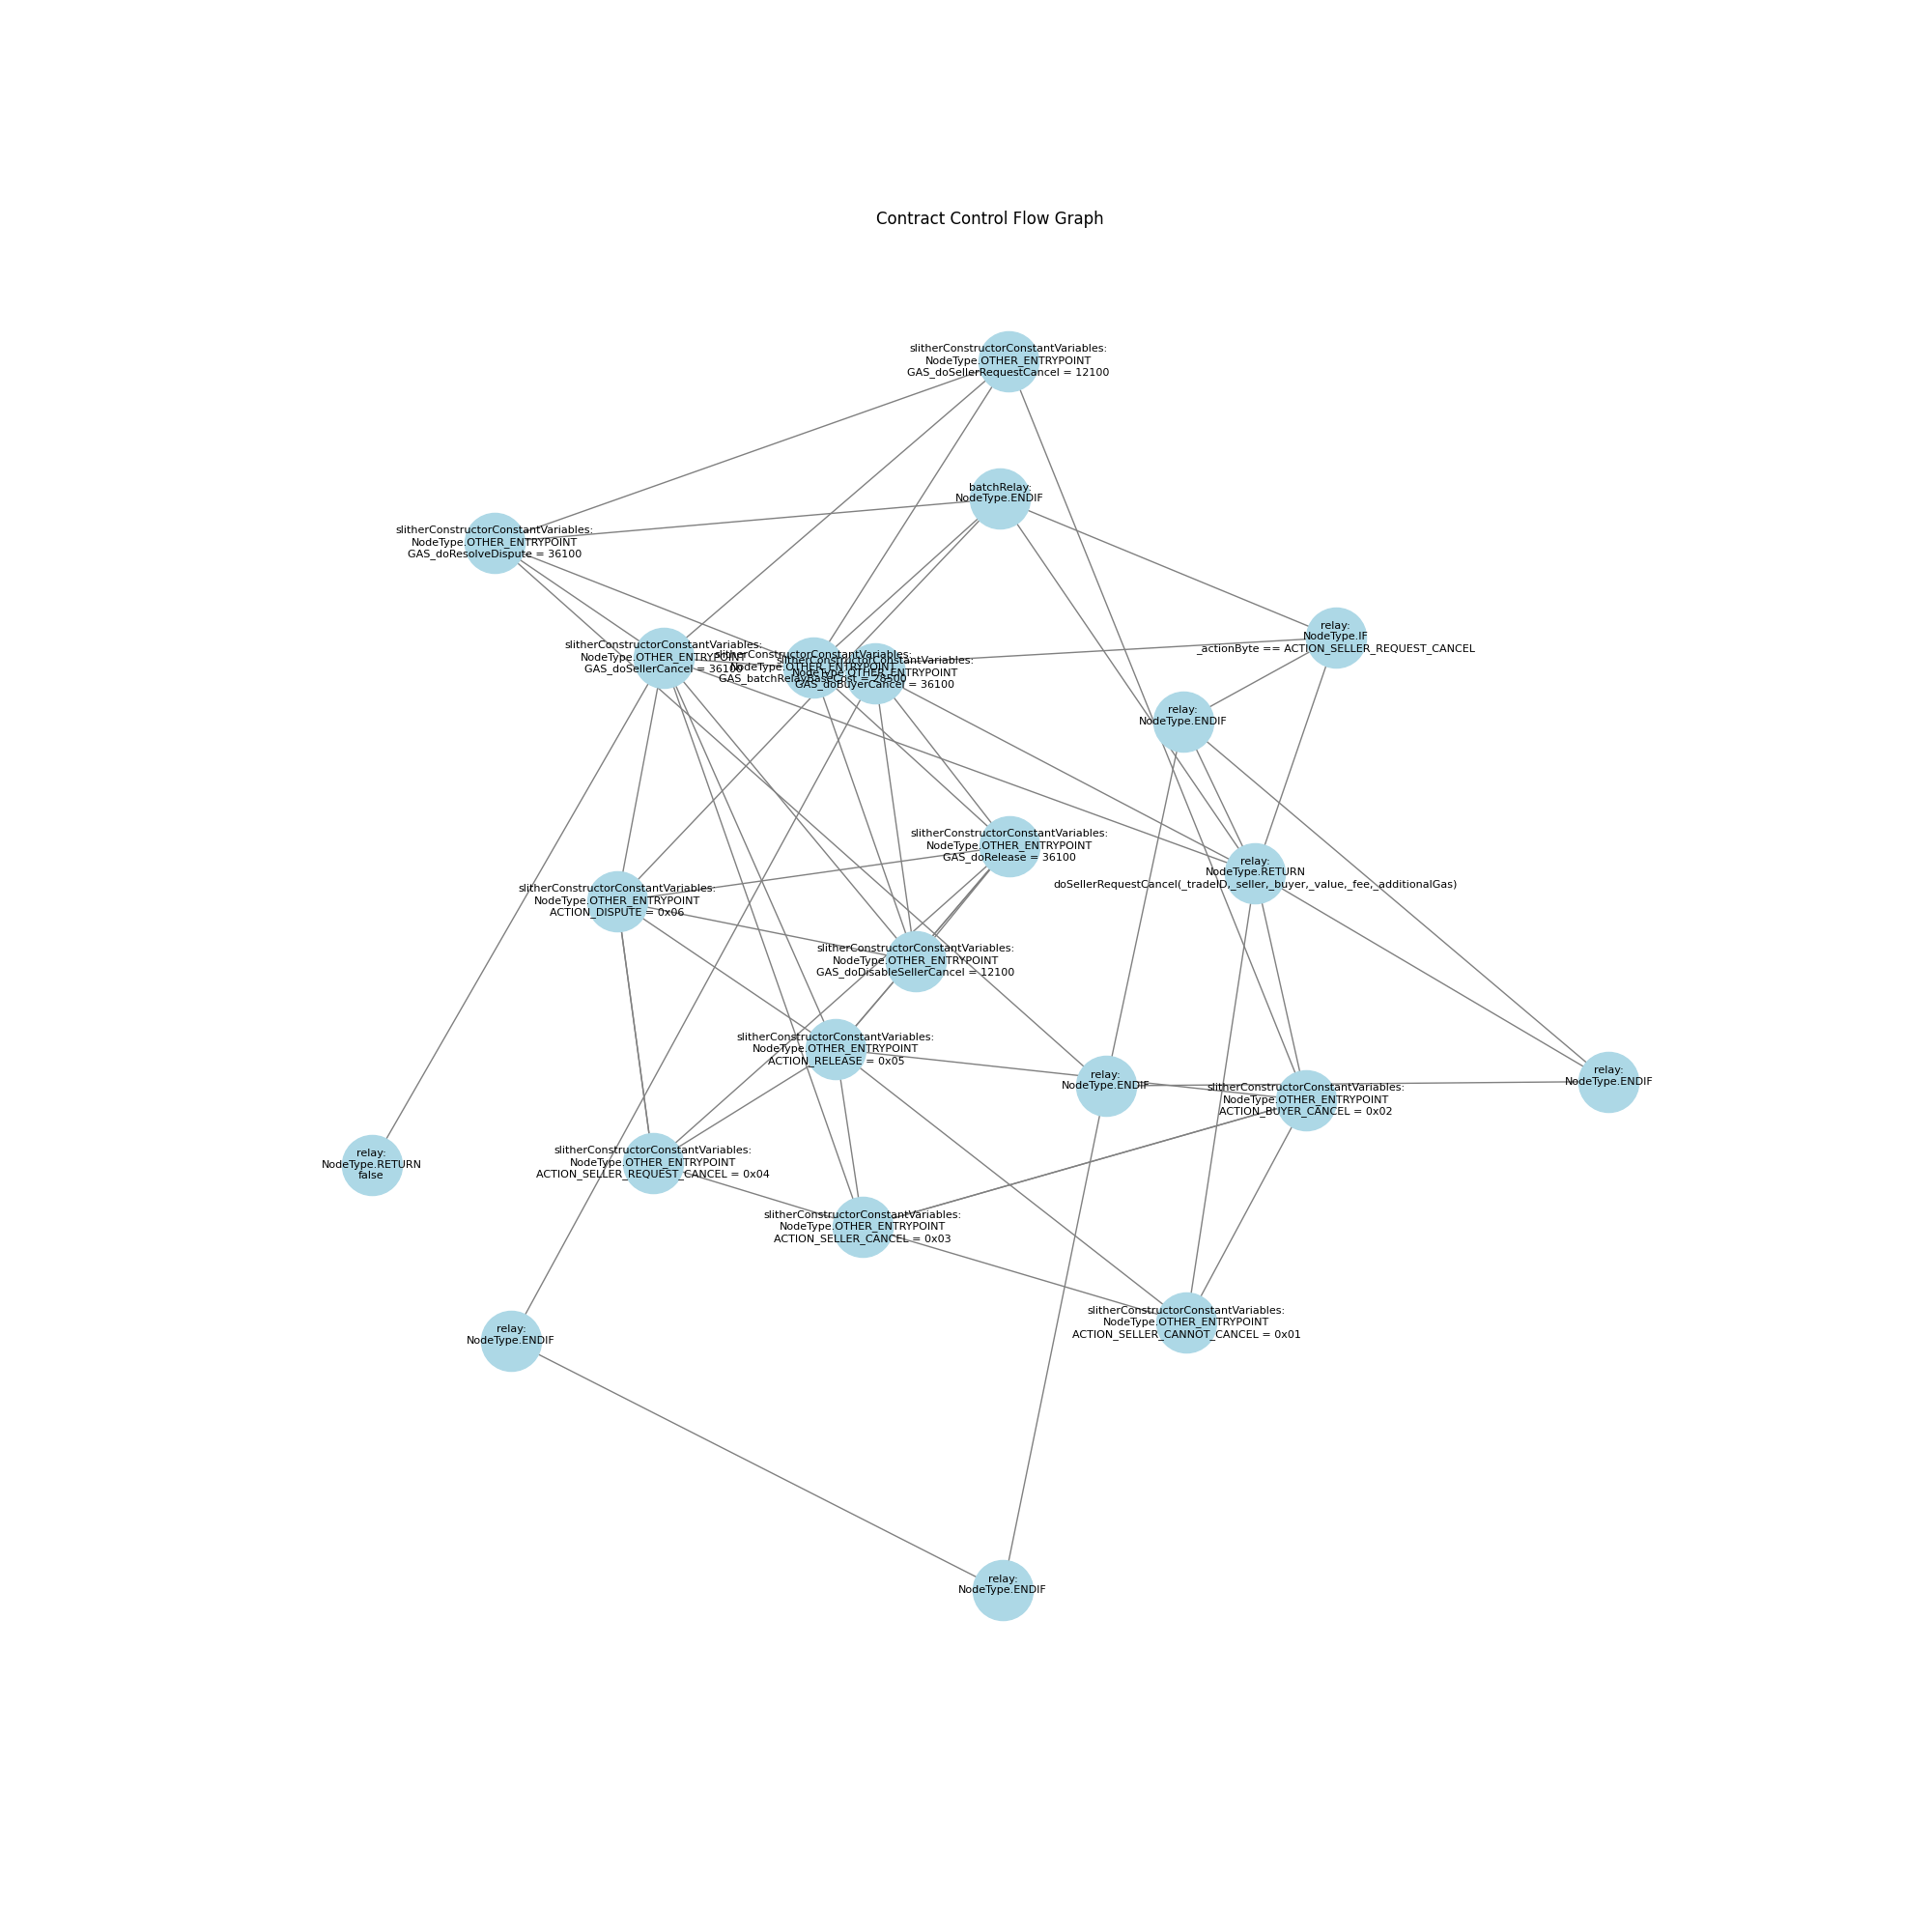 Contract Control Flow Graph
slitherConstructorConstantVariables:
NodeType.OTHER_ENTRYPOINT
GAS_doSellerRequestCancel = 12100
batchRelay:
NodeType.ENDIF
slitherConstructorConstantVariables:
NodeType.OTHER_ENTRYPOINT
GAS_doResolveDispute = 36100
relay:
NodeType.IF
_actionByte == ACTION_SELLER_REQUEST_CANCEL
slitherConstructorConstantVariables:
NodeType.OTHER_ENTRYPOINT
GAS_doSellerCancel = 36100
slitherConstructorConstantVariables:
NodeType.OTHER_ENTRYPOINT
GAS_batchRelayBaseCost = 28500
slitherConstructorConstantVariables:
NodeType.OTHER_ENTRYPOINT
GAS_doBuyerCancel = 36100
relay:
NodeType.ENDIF
slitherConstructorConstantVariables:
NodeType.OTHER_ENTRYPOINT
GAS_doRelease = 36100
relay:
NodeType.RETURN
doSellerRequestCancel(_tradeID,_seller,_buyer,_value,_fee,_additionalGas)
slitherConstructorConstantVariables:
NodeType.OTHER_ENTRYPOINT
ACTION_DISPUTE = 0x06
slitherConstructorConstantVariables:
NodeType.OTHER_ENTRYPOINT
GAS_doDisableSellerCancel = 12100
slitherConstructorConstantVariables:
NodeType.OTHER_ENTRYPOINT
ACTION_RELEASE = 0x05
relay:
NodeType.ENDIF
slitherConstructorConstantVariables:
NodeType.OTHER_ENTRYPOINT
ACTION_BUYER_CANCEL = 0x02
relay:
NodeType.ENDIF
relay:
NodeType.RETURN
false
slitherConstructorConstantVariables:
NodeType.OTHER_ENTRYPOINT
ACTION_SELLER_REQUEST_CANCEL = 0x04
slitherConstructorConstantVariables:
NodeType.OTHER_ENTRYPOINT
ACTION_SELLER_CANCEL = 0x03
slitherConstructorConstantVariables:
NodeType.OTHER_ENTRYPOINT
ACTION_SELLER_CANNOT_CANCEL = 0x01
relay:
NodeType.ENDIF
relay:
NodeType.ENDIF